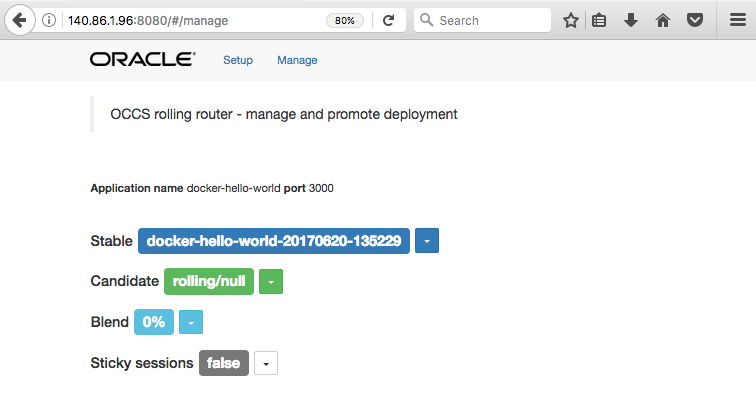 140.86.1.96:8080/#/manage 80% Search
ORACLE® Setup Manage
OCCS rolling router - manage and promote deployment
Application name docker-hello-world port 3000
Stable docker-hello-world-20170620-135229
Candidate rolling/null
Blend 0%
Sticky sessions false